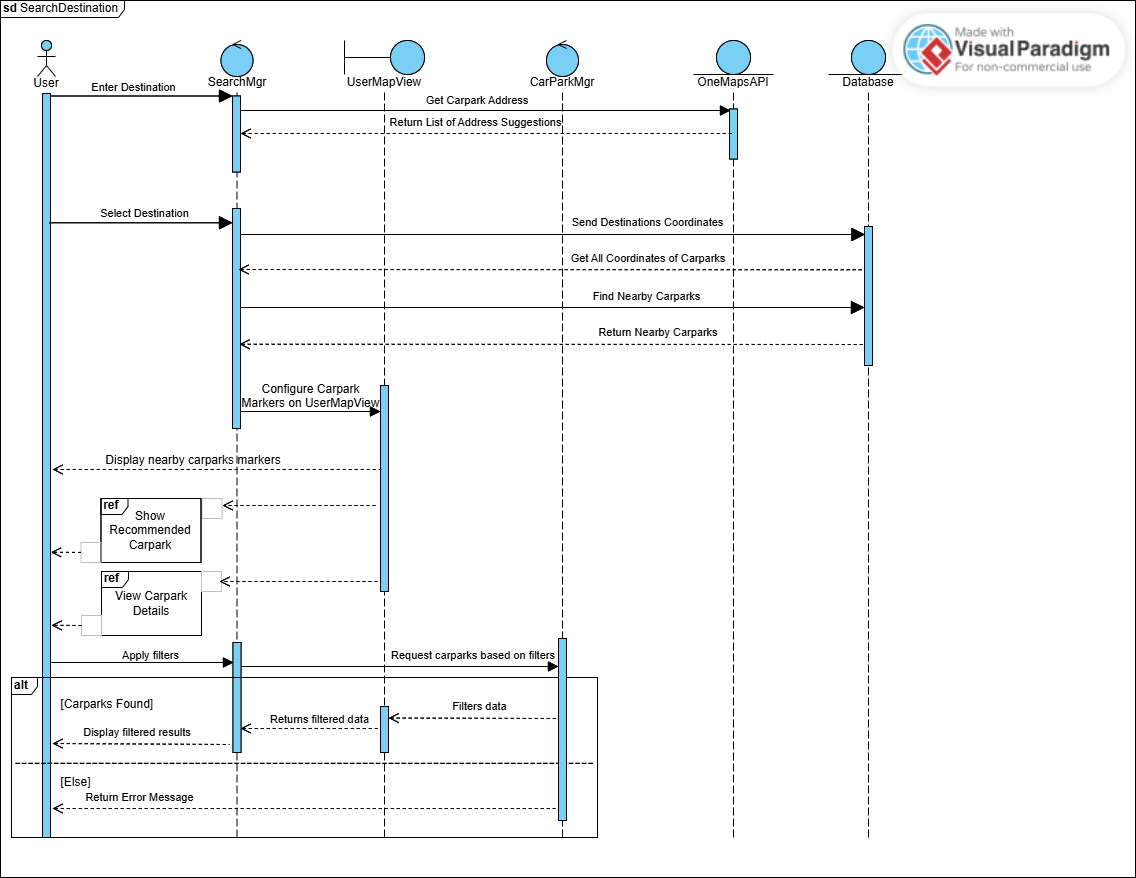 sd SearchDestination
Made with
Visual Paradigm
For non-commercial use
User
SearchMgr
UserMapView
CarParkMgr
OneMapsAPI
Database
Enter Destination
Get Carpark Address
Return List of Address Suggestions
Select Destination
Send Destinations Coordinates
Get All Coordinates of Carparks
Find Nearby Carparks
Return Nearby Carparks
Configure Carpark
Markers on UserMapView
Display nearby carparks markers
ref
Show
Recommended
Carpark
ref
View Carpark
Details
Apply filters
Request carparks based on filters
alt
[Carparks Found]
Filters data
Returns filtered data
Display filtered results
[Else]
Return Error Message